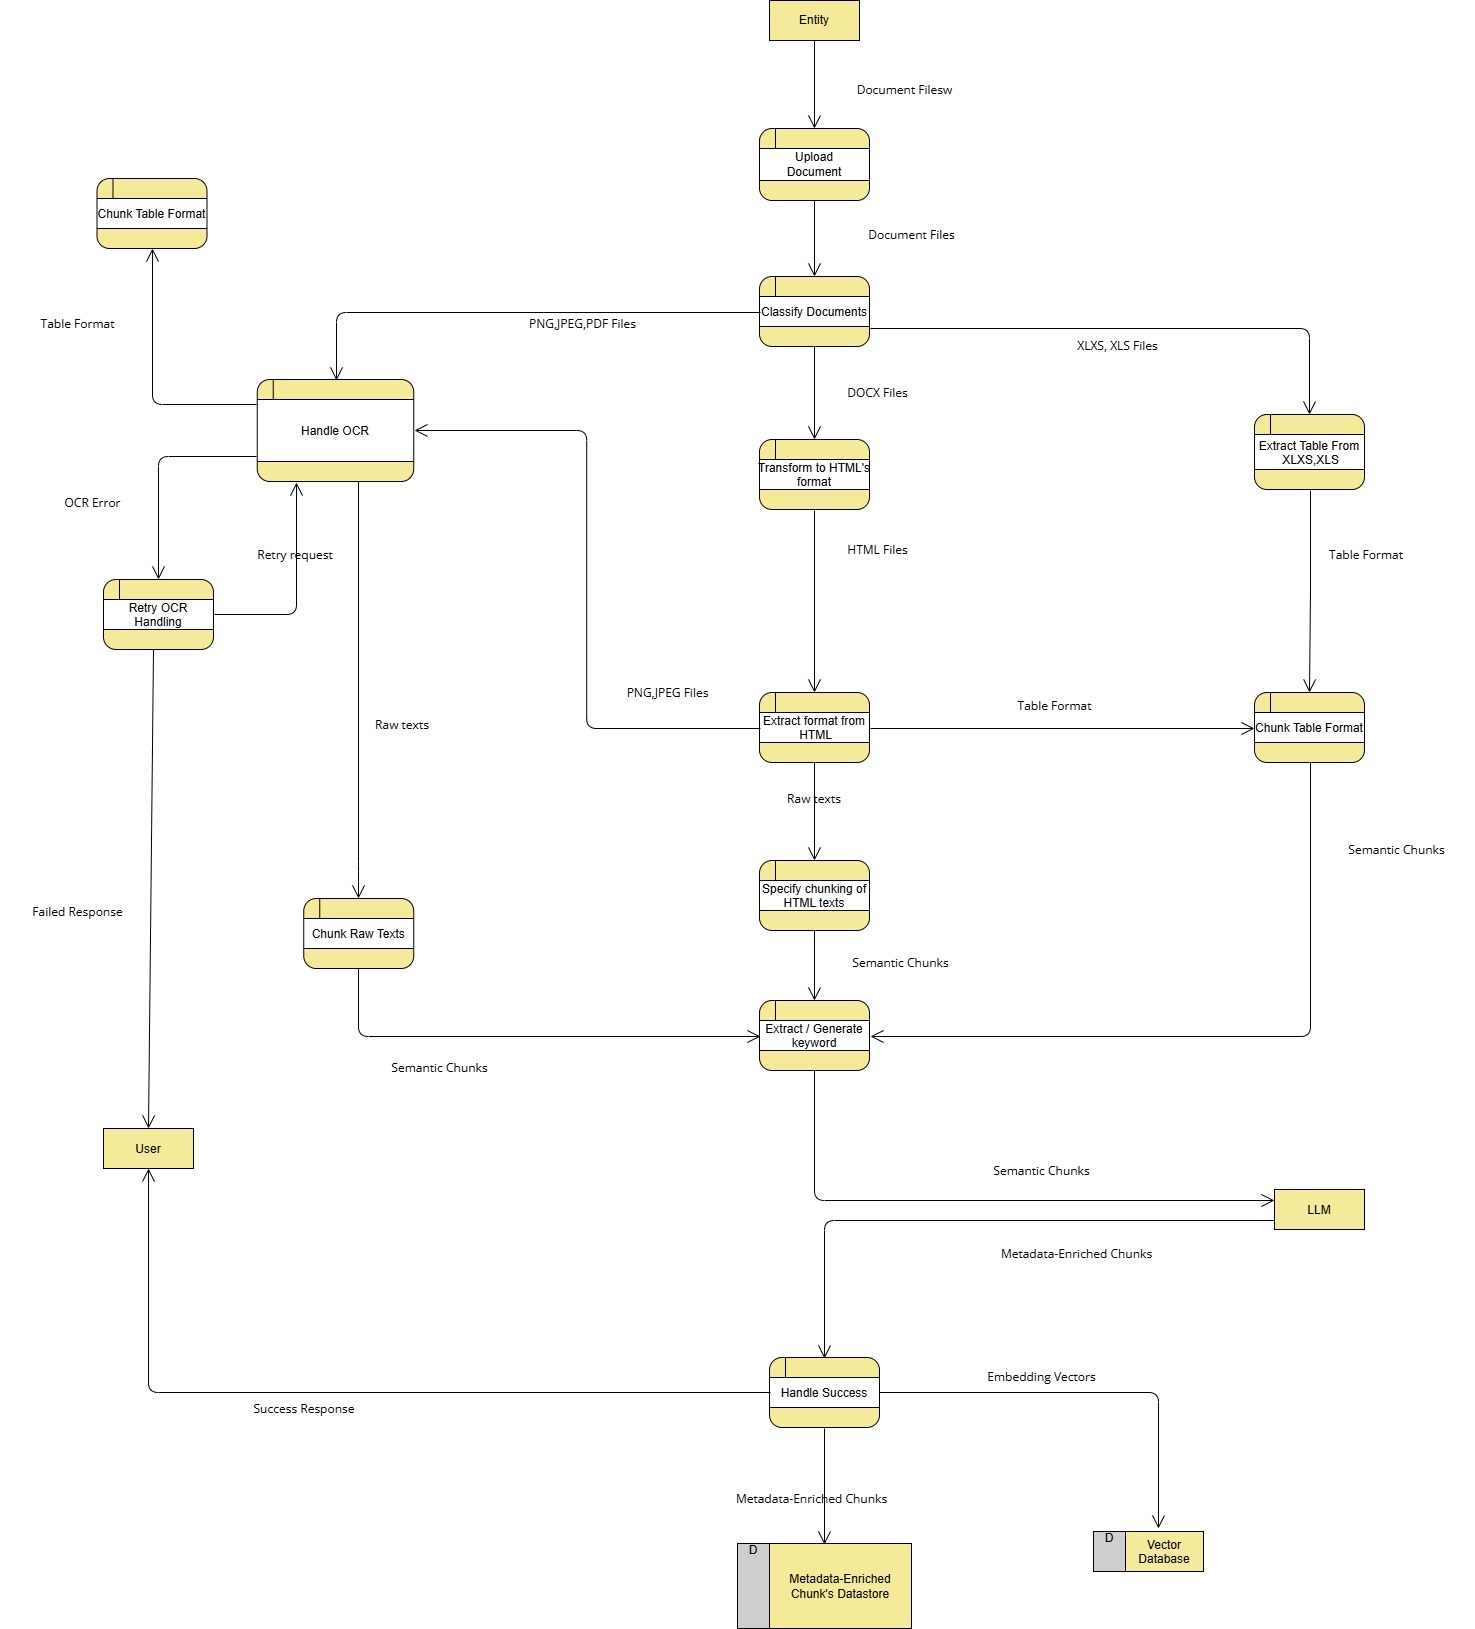 Entity
Document Filesw
Upload
Document
Document Files
Chunk Table Format
Classify Documents
Table Format
PNG,JPEG,PDF Files
XLXS, XLS Files
DOCX Files
Handle OCR
Extract Table From
XLXS,XLS
Transform to HTML's
format
OCR Error
HTML Files
Retry request
Table Format
Retry OCR
Handling
PNG,JPEG Files
Table Format
Raw texts
Extract format from
HTML
Chunk Table Format
Raw texts
Semantic Chunks
Specify chunking of
HTML texts
Failed Response
Chunk Raw Texts
Semantic Chunks
Extract / Generate
keyword
Semantic Chunks
User
Semantic Chunks
LLM
Metadata-Enriched Chunks
Embedding Vectors
Handle Success
Success Response
Metadata-Enriched Chunks
D
Vector
Database
D
Metadata-Enriched
Chunk's Datastore